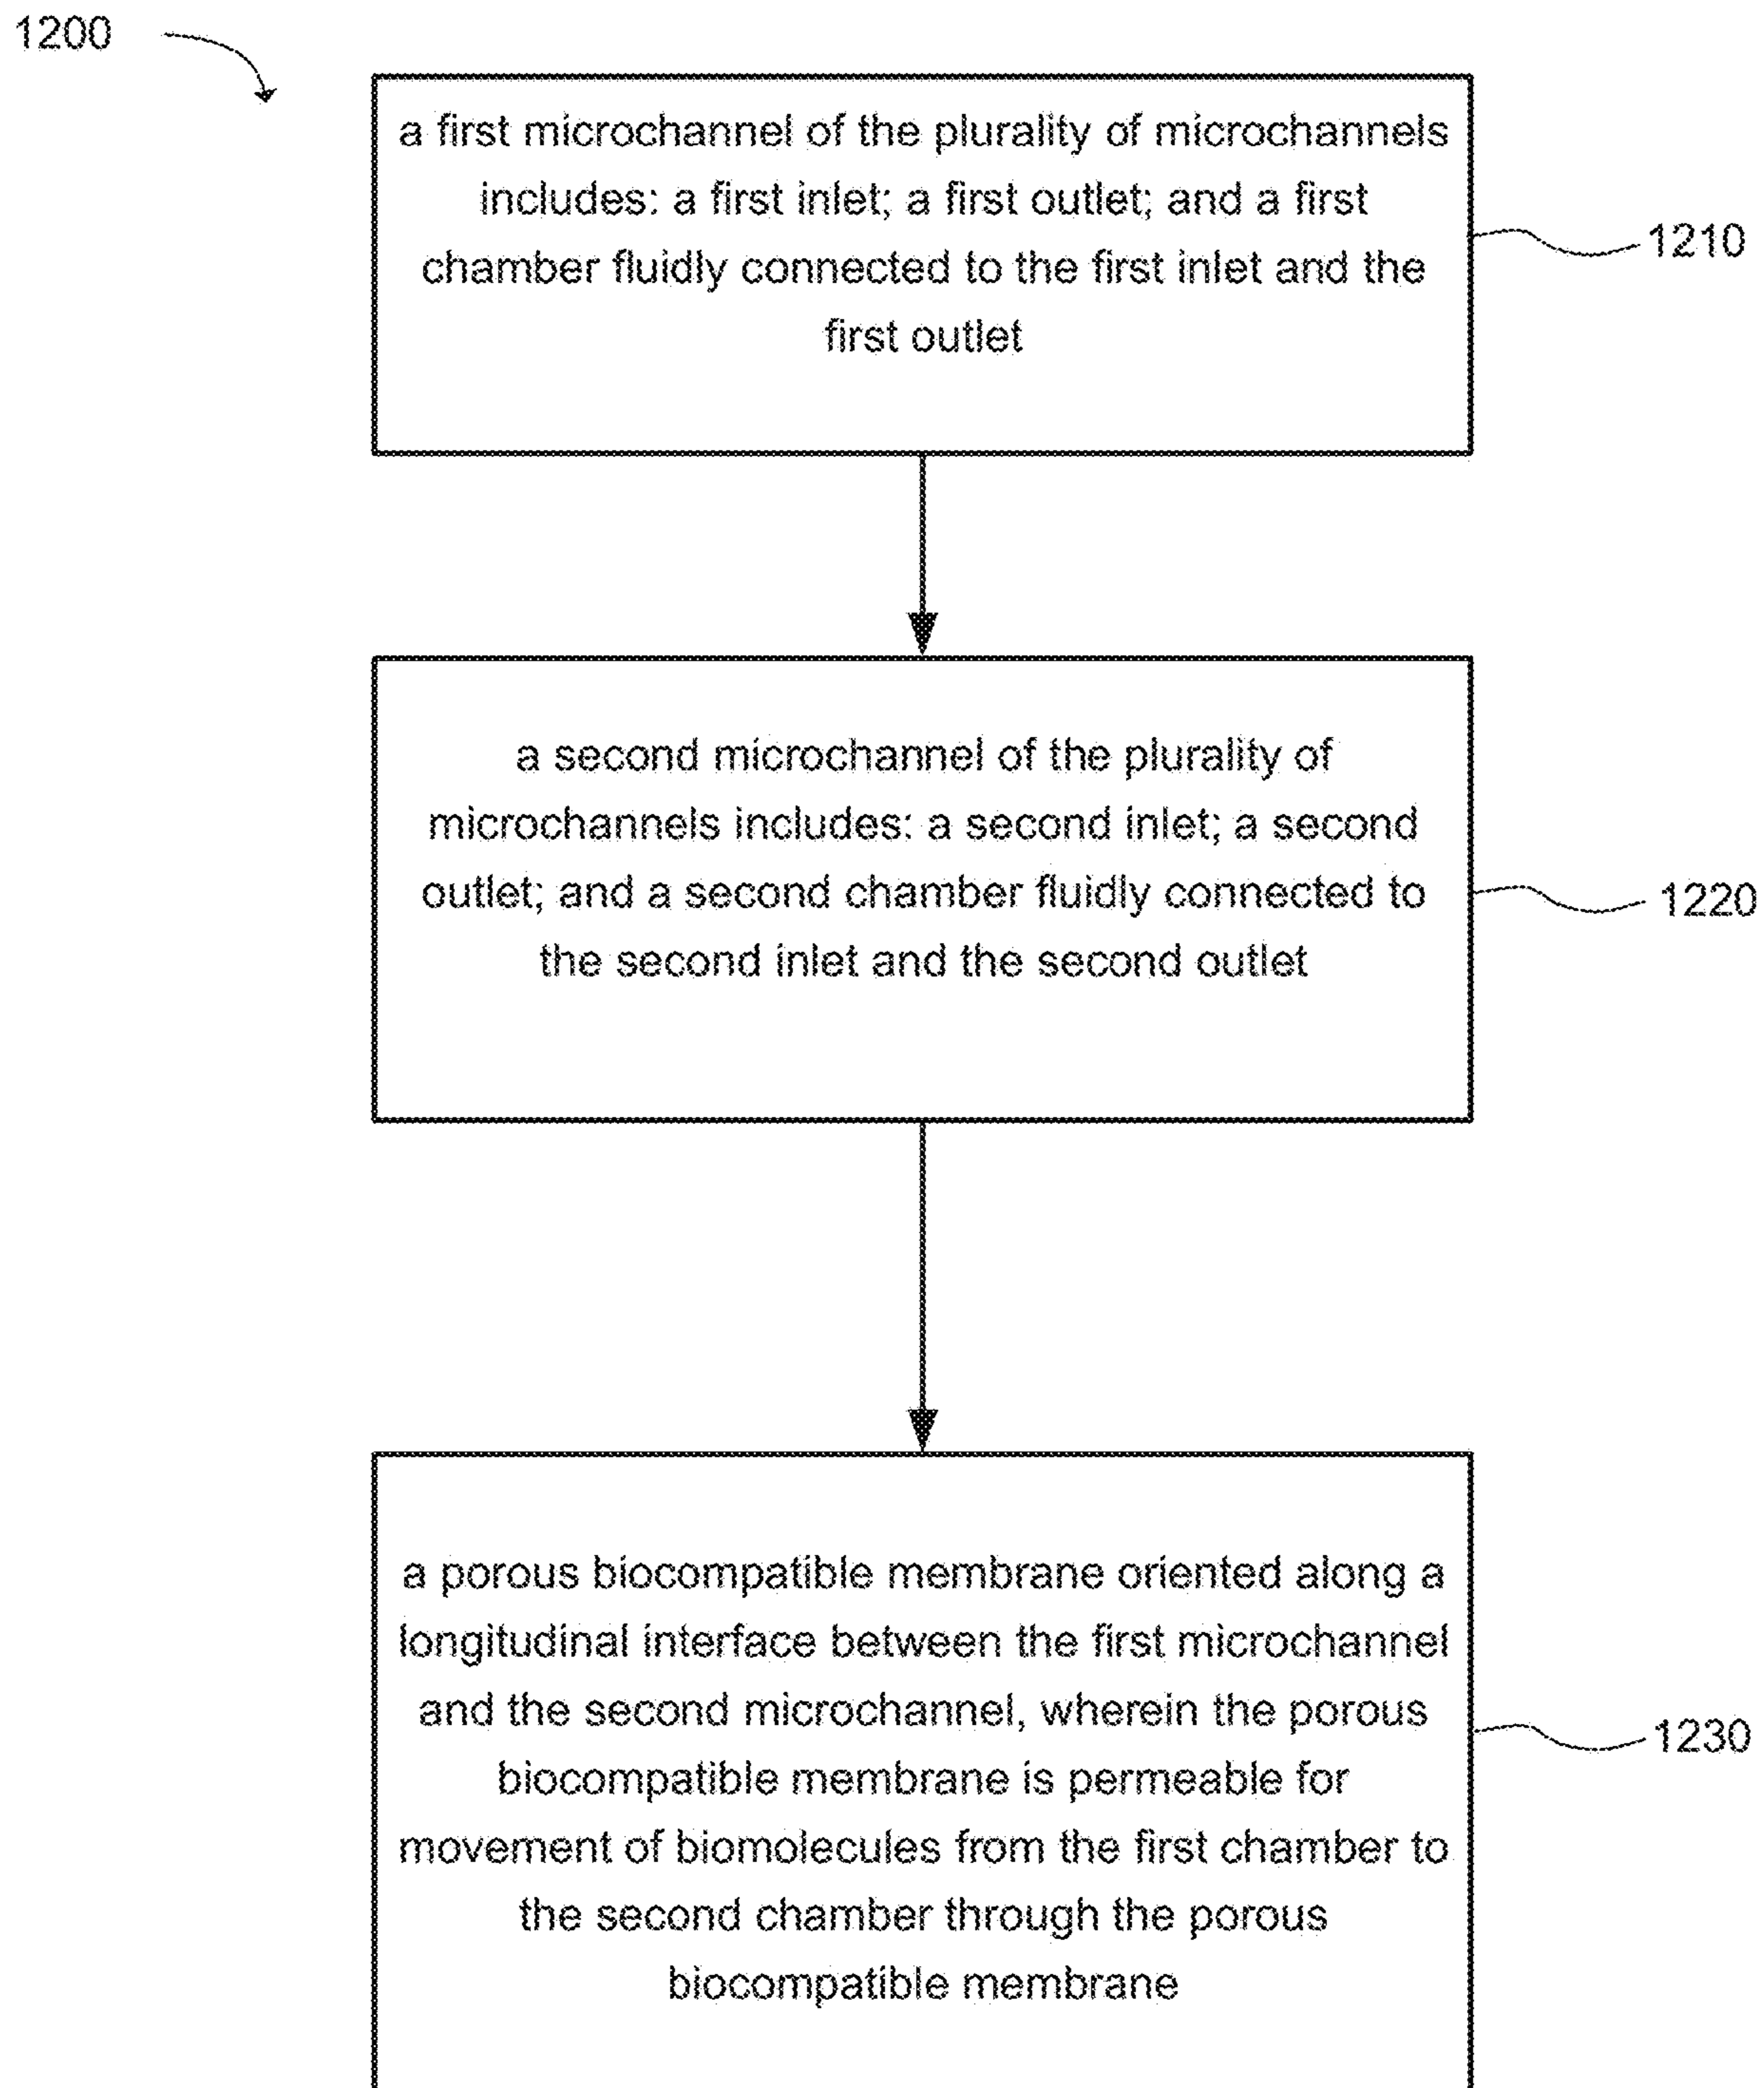 1200
a first microchannel of the plurality of microchannels
includes: a first inlet; a first outlet; and a first
chamber fluidly connected to the first inlet and the
first outlet
1210
a second microchannel of the plurality of
microchannels includes: a second inlet; a second
outlet; and a second chamber fluidly connected to
the second inlet and the second outlet
1220
a porous biocompatible membrane oriented along a
longitudinal interface between the first microchannel
and the second microchannel, wherein the porous
biocompatible membrane is permeable for
movement of biomolecules from the first chamber to
the second chamber through the porous
biocompatible membrane
1230